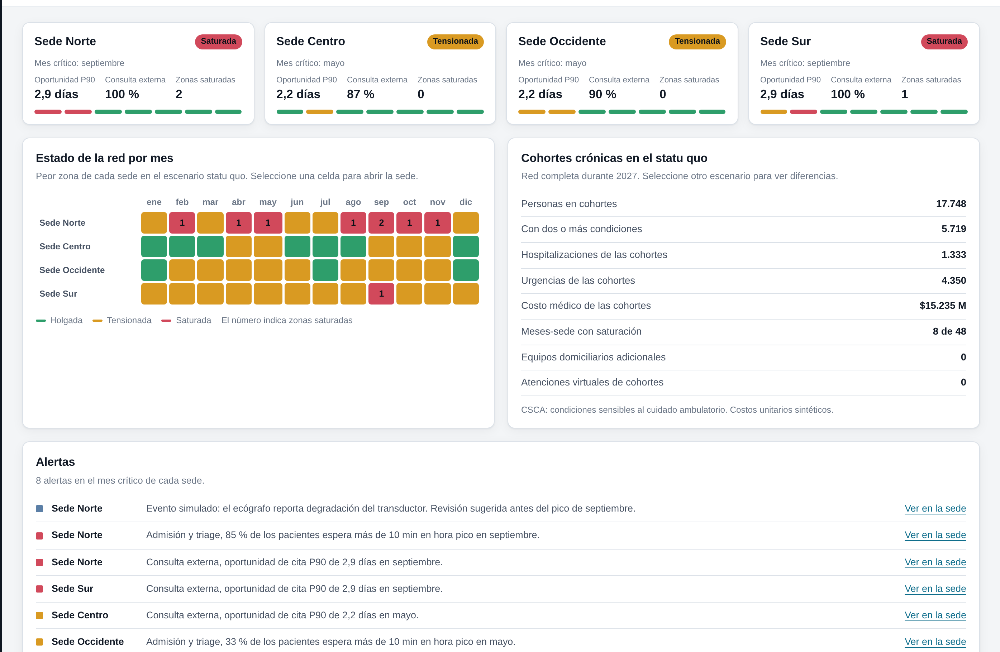 Sede Norte
Saturada
Mes crítico: septiembre
Oportunidad P90
Consulta externa
Zonas saturadas
2,9 días
100 %
2
Sede Centro
Tensionada
Mes crítico: mayo
Oportunidad P90
Consulta externa
Zonas saturadas
2,2 días
87 %
0
Sede Occidente
Tensionada
Mes crítico: mayo
Oportunidad P90
Consulta externa
Zonas saturadas
2,2 días
90 %
0
Sede Sur
Saturada
Mes crítico: septiembre
Oportunidad P90
Consulta externa
Zonas saturadas
2,9 días
100 %
1
Estado de la red por mes
Peor zona de cada sede en el escenario statu quo. Seleccione una celda para abrir la sede.
ene feb mar abr may jun jul ago sep oct nov dic
Sede Norte 1 1 1 1 2 1 1
Sede Centro
Sede Occidente
Sede Sur 1
Holgada Tensionada Saturada El número indica zonas saturadas
Cohortes crónicas en el statu quo
Red completa durante 2027. Seleccione otro escenario para ver diferencias.
Personas en cohortes 17.748
Con dos o más condiciones 5.719
Hospitalizaciones de las cohortes 1.333
Urgencias de las cohortes 4.350
Costo médico de las cohortes $15.235 M
Meses-sede con saturación 8 de 48
Equipos domiciliarios adicionales 0
Atenciones virtuales de cohortes 0
CSCA: condiciones sensibles al cuidado ambulatorio. Costos unitarios sintéticos.
Alertas
8 alertas en el mes crítico de cada sede.
Sede Norte Evento simulado: el ecógrafo reporta degradación del transductor. Revisión sugerida antes del pico de septiembre. Ver en la sede
Sede Norte Admisión y triage, 85 % de los pacientes espera más de 10 min en hora pico en septiembre. Ver en la sede
Sede Norte Consulta externa, oportunidad de cita P90 de 2,9 días en septiembre. Ver en la sede
Sede Sur Consulta externa, oportunidad de cita P90 de 2,9 días en septiembre. Ver en la sede
Sede Centro Consulta externa, oportunidad de cita P90 de 2,2 días en mayo. Ver en la sede
Sede Occidente Admisión y triage, 33 % de los pacientes espera más de 10 min en hora pico en mayo. Ver en la sede